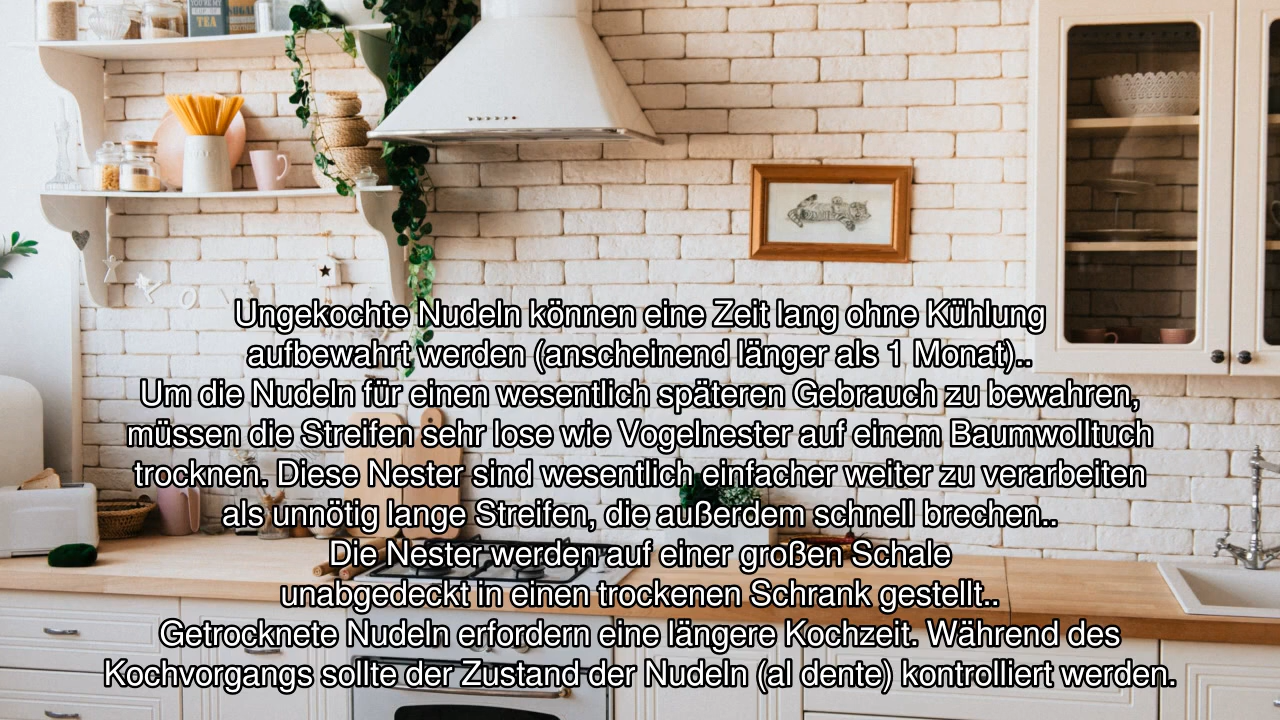 YOU'RE MY
TEA
Ungekochte Nudeln können eine Zeit lang ohne Kühlung
aufbewahrt werden (anscheinend länger als 1 Monat)..
Um die Nudeln für einen wesentlich späteren Gebrauch zu bewahren,
müssen die Streifen sehr lose wie Vogelnester auf einem Baumwolltuch
trocknen. Diese Nester sind wesentlich einfacher weiter zu verarbeiten
als unnötig lange Streifen, die außerdem schnell brechen..
Die Nester werden auf einer großen Schale
unabgedeckt in einen trockenen Schrank gestellt..
Getrocknete Nudeln erfordern eine längere Kochzeit. Während des
Kochvorgangs sollte der Zustand der Nudeln (al dente) kontrolliert werden.